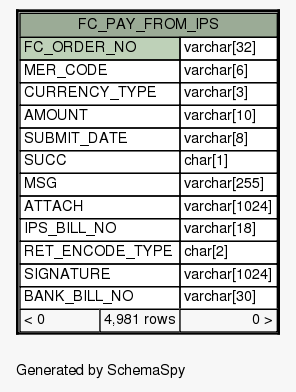 FC_PAY_FROM_IPS
FC_ORDER_NO varchar[32]
MER_CODE varchar[6]
CURRENCY_TYPE varchar[3]
AMOUNT varchar[10]
SUBMIT_DATE varchar[8]
SUCC char[1]
MSG varchar[255]
ATTACH varchar[1024]
IPS_BILL_NO varchar[18]
RET_ENCODE_TYPE char[2]
SIGNATURE varchar[1024]
BANK_BILL_NO varchar[30]
< 0 4,981 rows 0 >
Generated by SchemaSpy